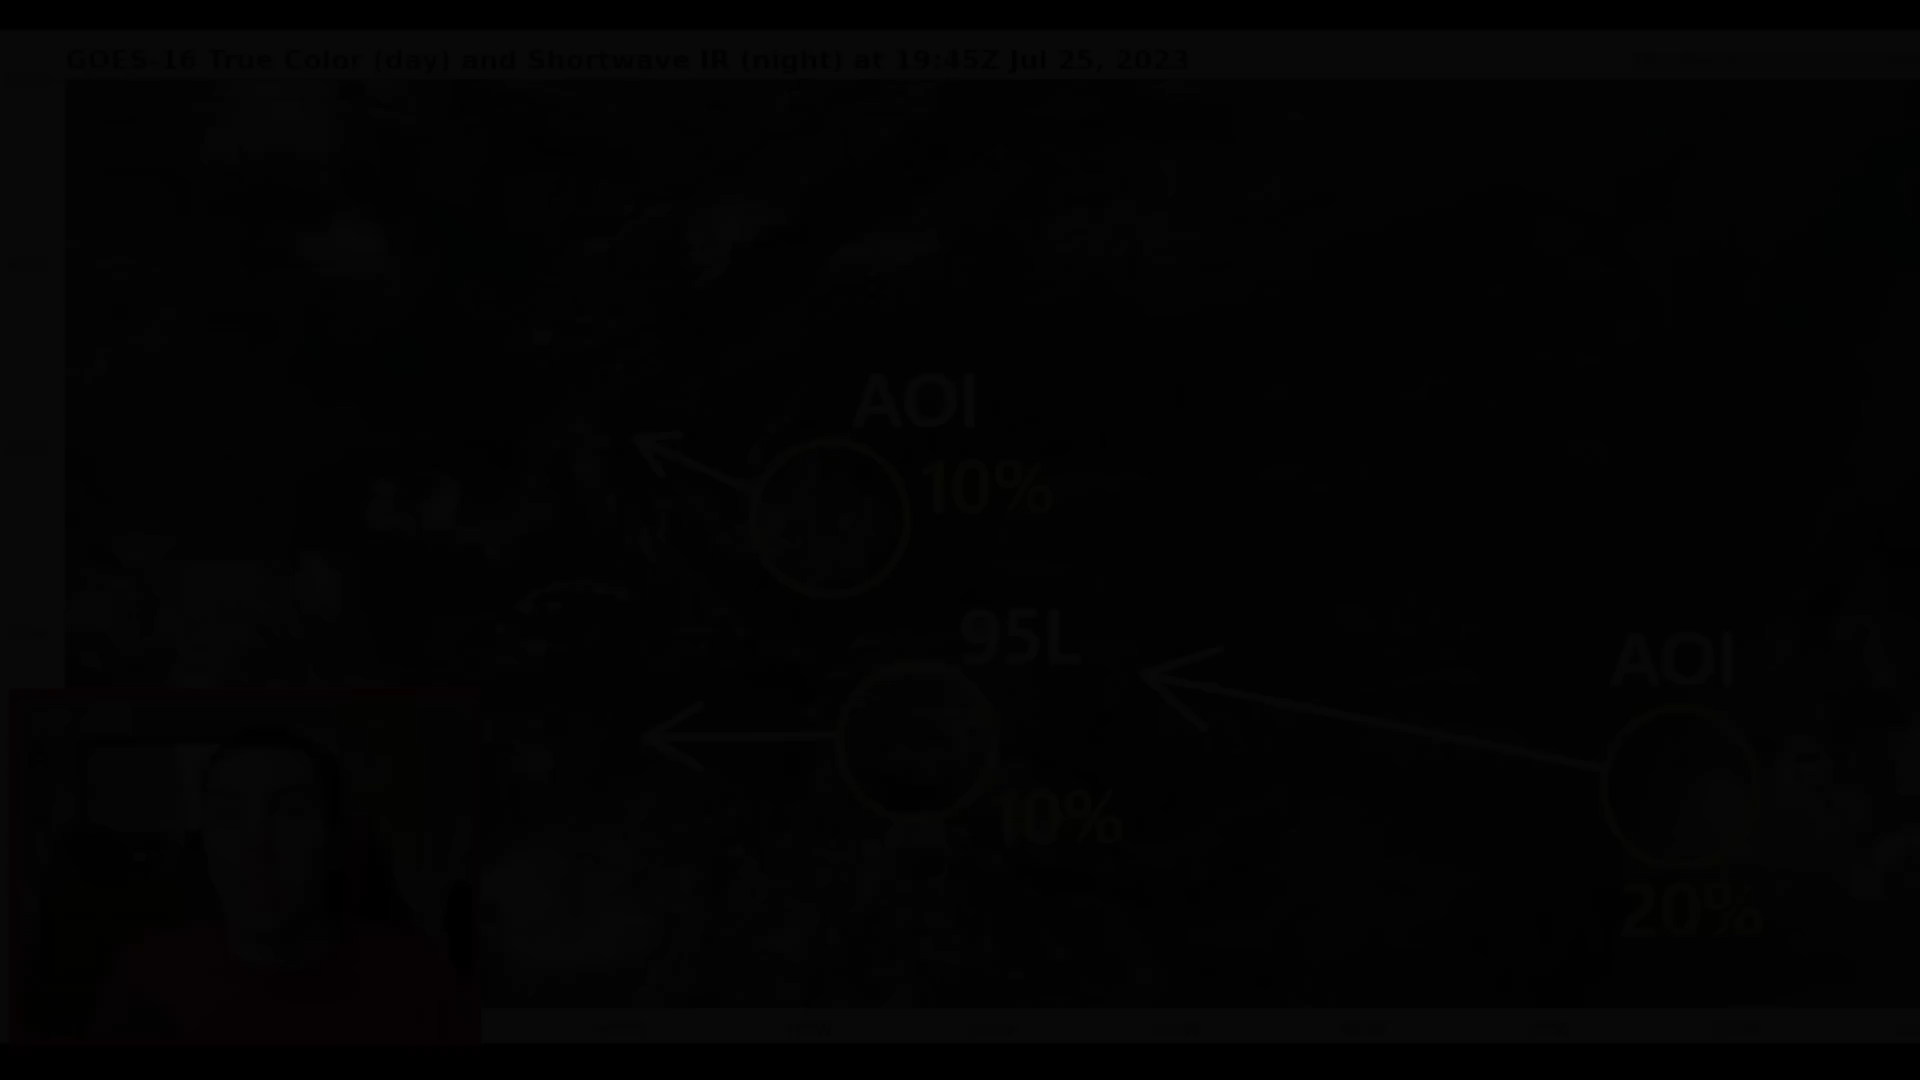 GOES-16 True Color (day) and Shortwave IR (night) at 19:45Z Jul 25, 2023
AOI
10%
95L
AOI
10%
20%